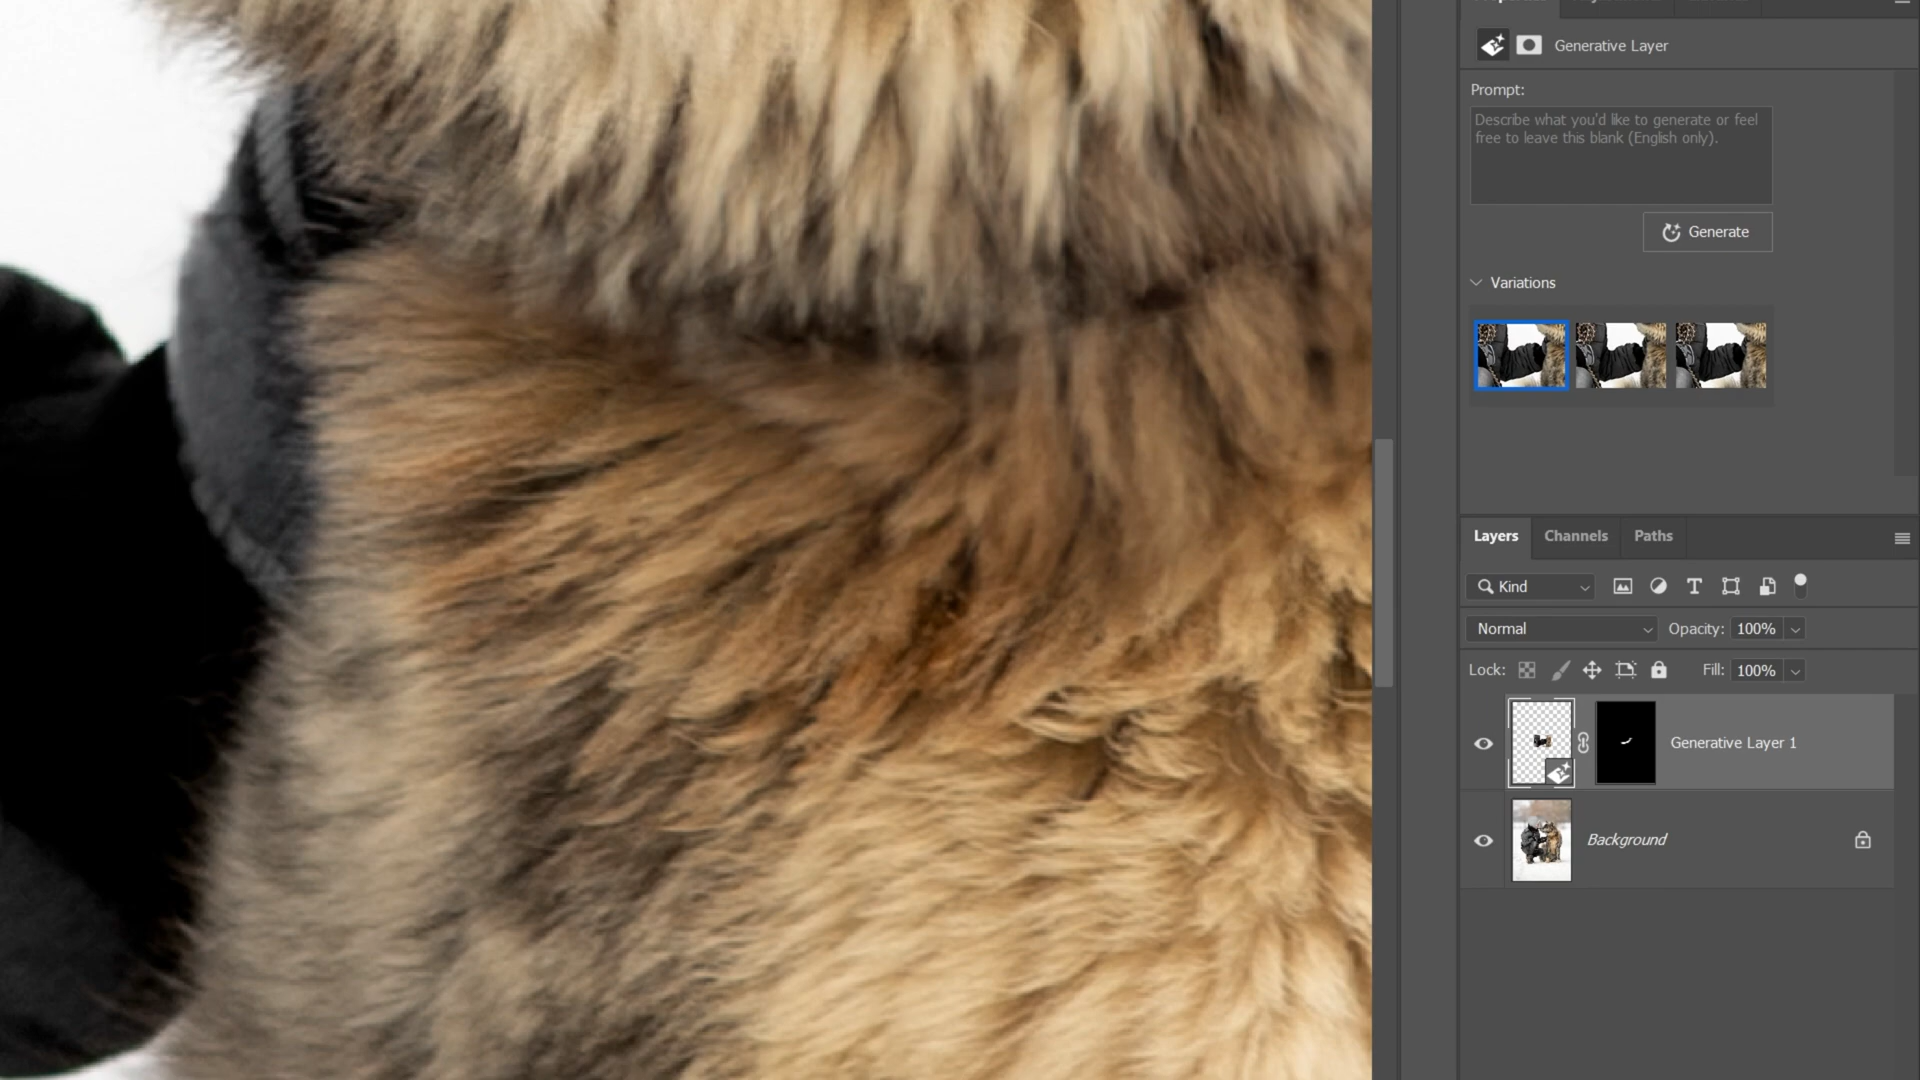 Generative Layer
Prompt:
Describe what you'd like to generate or feel
free to leave this blank (English only).
Generate
Variations
Layers Channels Paths
Kind
Normal Opacity: 100%
Lock: Fill: 100%
Generative Layer 1
Background